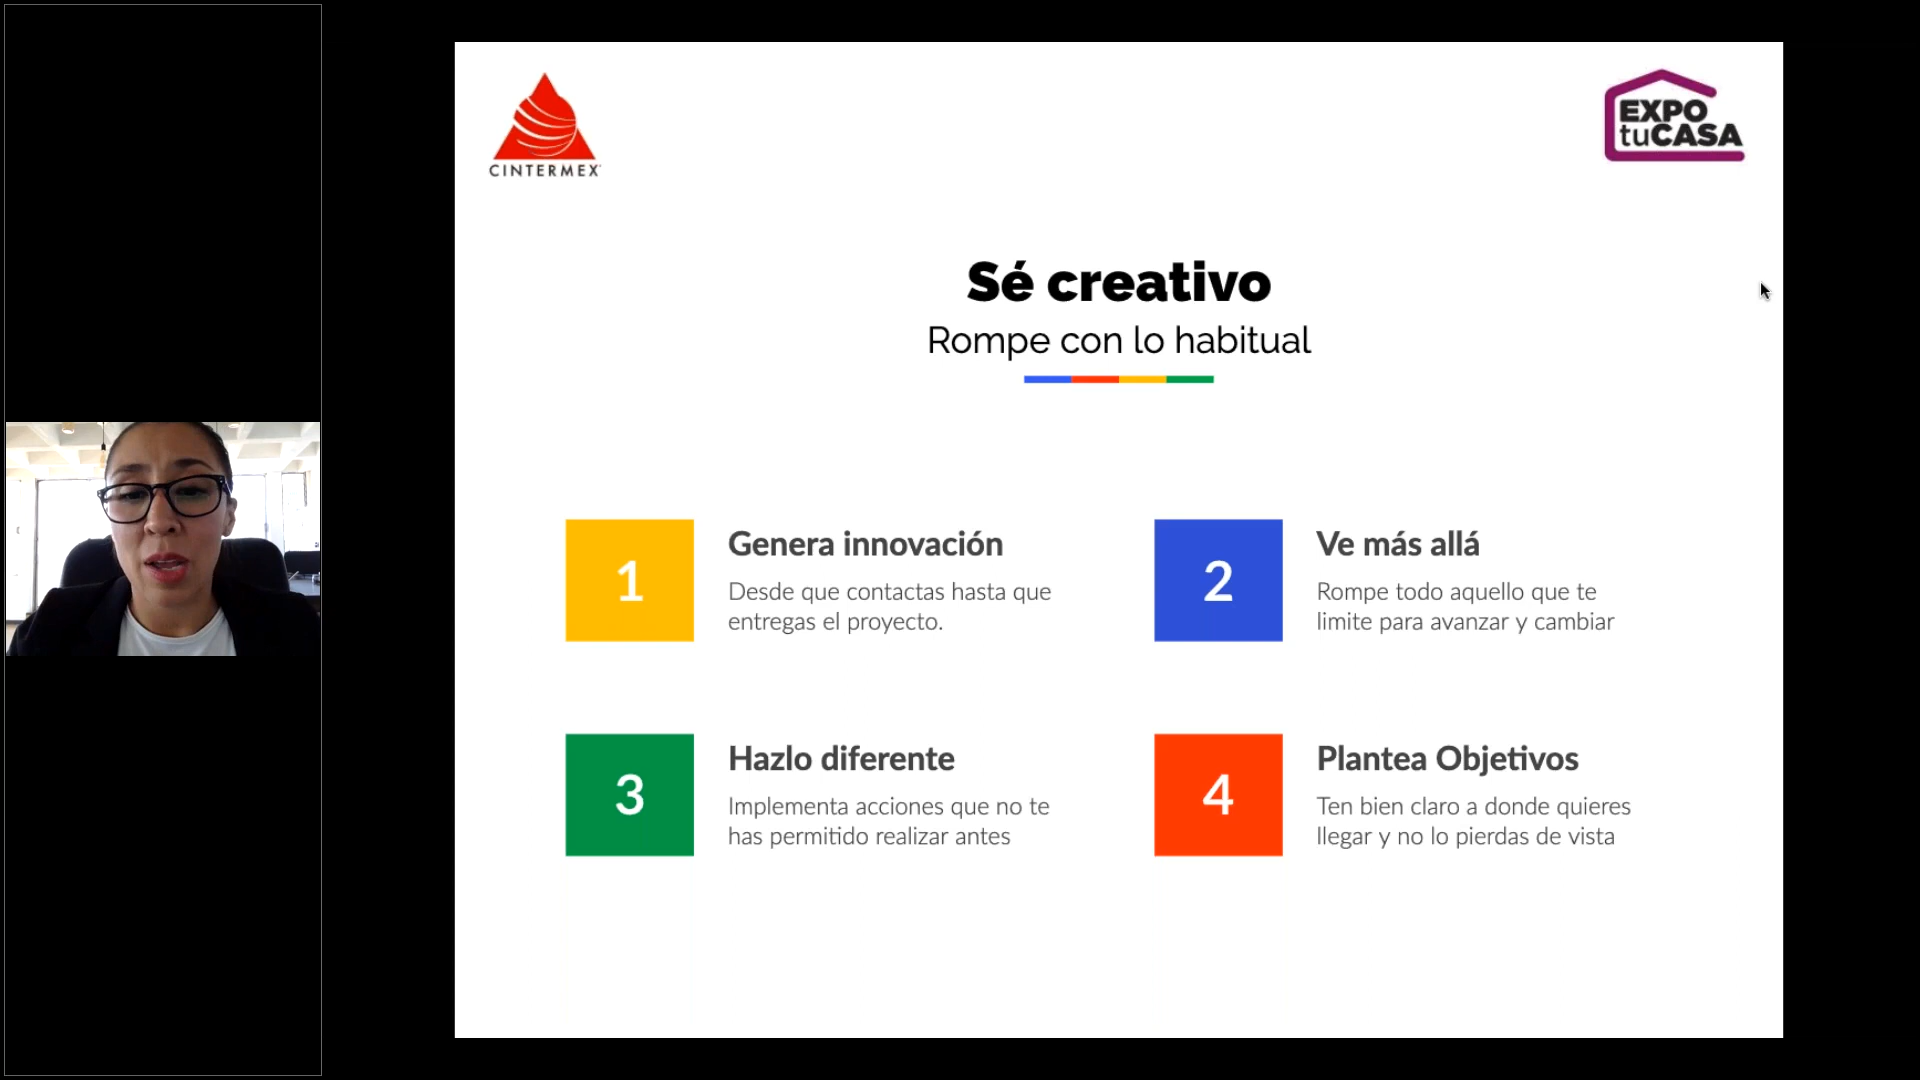 CINTERMEX
EXPO
tuCASA
Sé creativo
Rompe con lo habitual
1
Genera innovación
Desde que contactas hasta que
entregas el proyecto.
2
Ve más allá
Rompe todo aquello que te
limite para avanzar y cambiar
3
Hazlo diferente
Implementa acciones que no te
has permitido realizar antes
4
Plantea Objetivos
Ten bien claro a donde quieres
llegar y no lo pierdas de vista